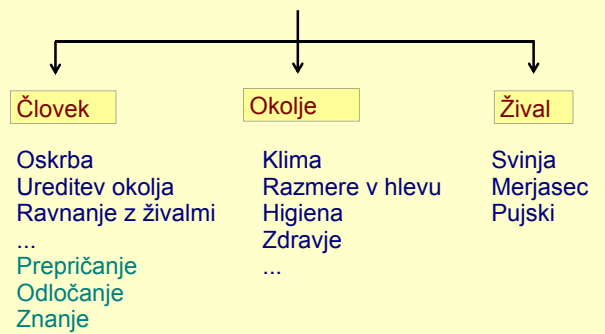 Človek
Oskrba
Ureditev okolja
Ravnanje z živalmi
...
Prepričanje
Odločanje
Znanje
Okolje
Klima
Razmere v hlevu
Higiena
Zdravje
...
Žival
Svinja
Merjasec
Pujski